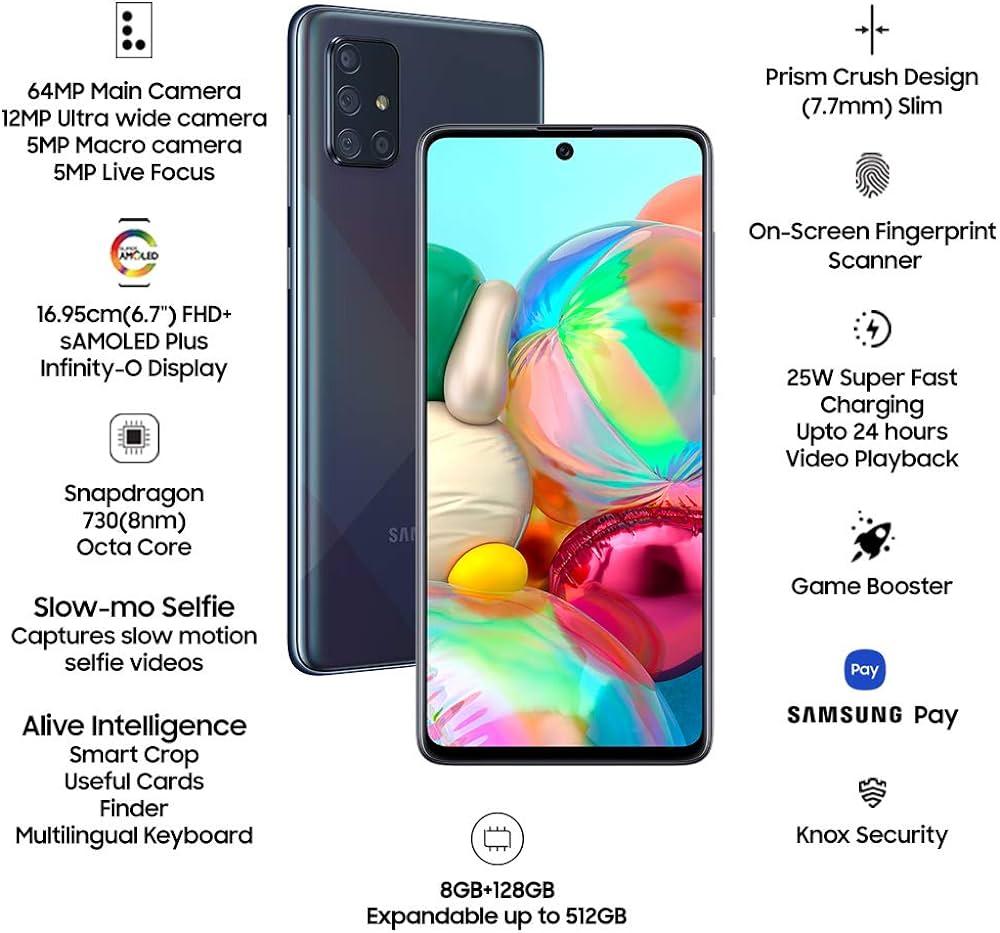 64MP Main Camera
12MP Ultra wide camera
5MP Macro camera
5MP Live Focus
SUPER
AMOLED
16.95cm(6.7") FHD+
sAMOLED Plus
Infinity-O Display
Snapdragon
730(8nm)
Octa Core
Slow-mo Selfie
Captures slow motion
selfie videos
Alive Intelligence
Smart Crop
Useful Cards
Finder
Multilingual Keyboard
SAM
8GB+128GB
Expandable up to 512GB
Prism Crush Design
(7.7mm) Slim
On-Screen Fingerprint
Scanner
25W Super Fast
Charging
Upto 24 hours
Video Playback
Game Booster
Pay
SAMSUNG Pay
Knox Security